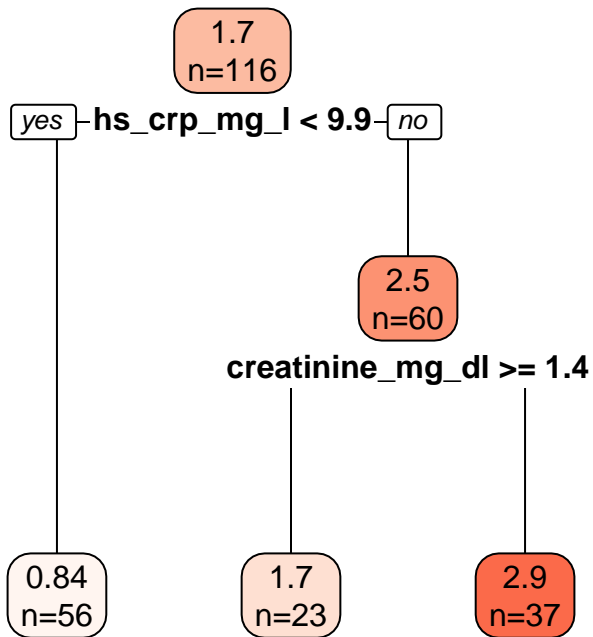 1.7
n=116
yes hs_crp_mg_l < 9.9 no
2.5
n=60
creatinine_mg_dl >= 1.4
0.84
n=56
1.7
n=23
2.9
n=37